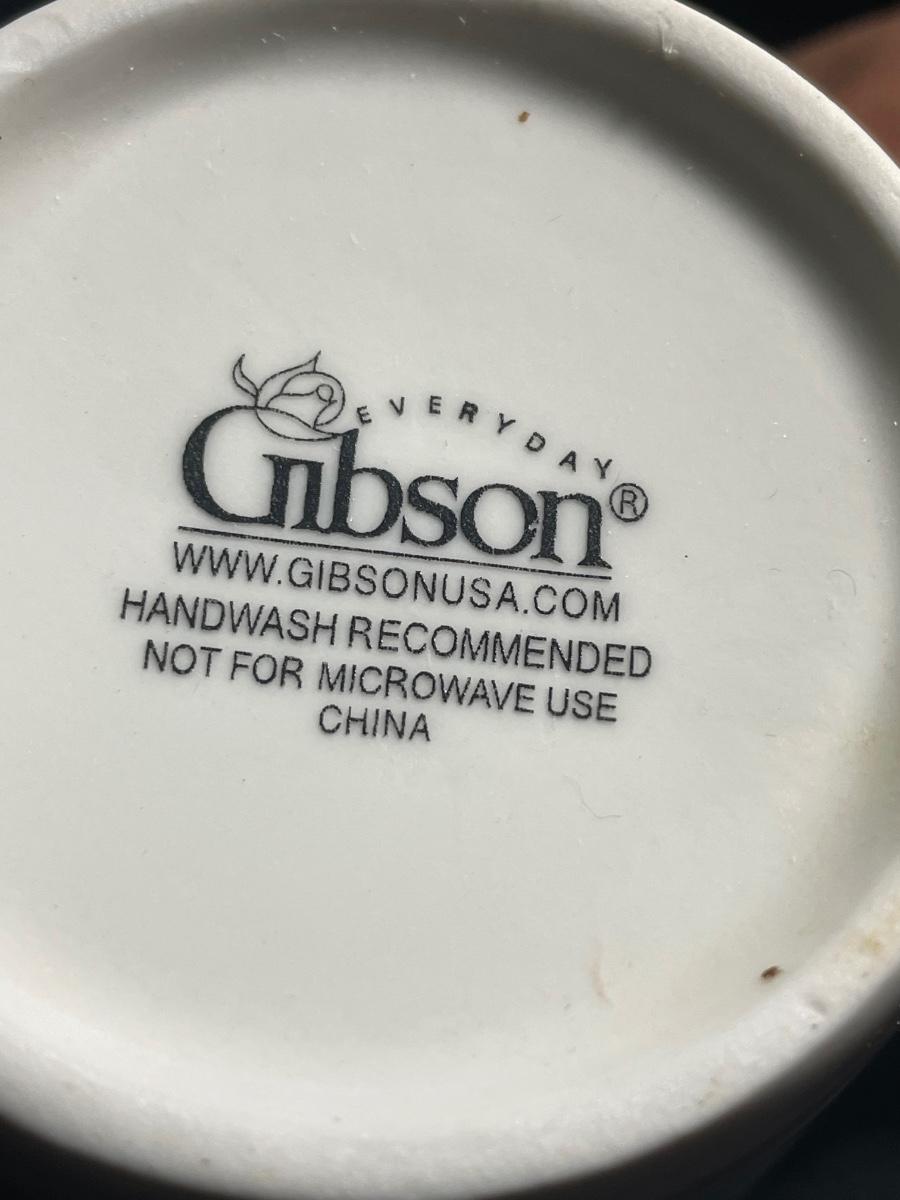 EVERYDAY
Gibson®
WWW.GIBSONUSA.COM
HANDWASH RECOMMENDED
NOT FOR MICROWAVE USE
CHINA